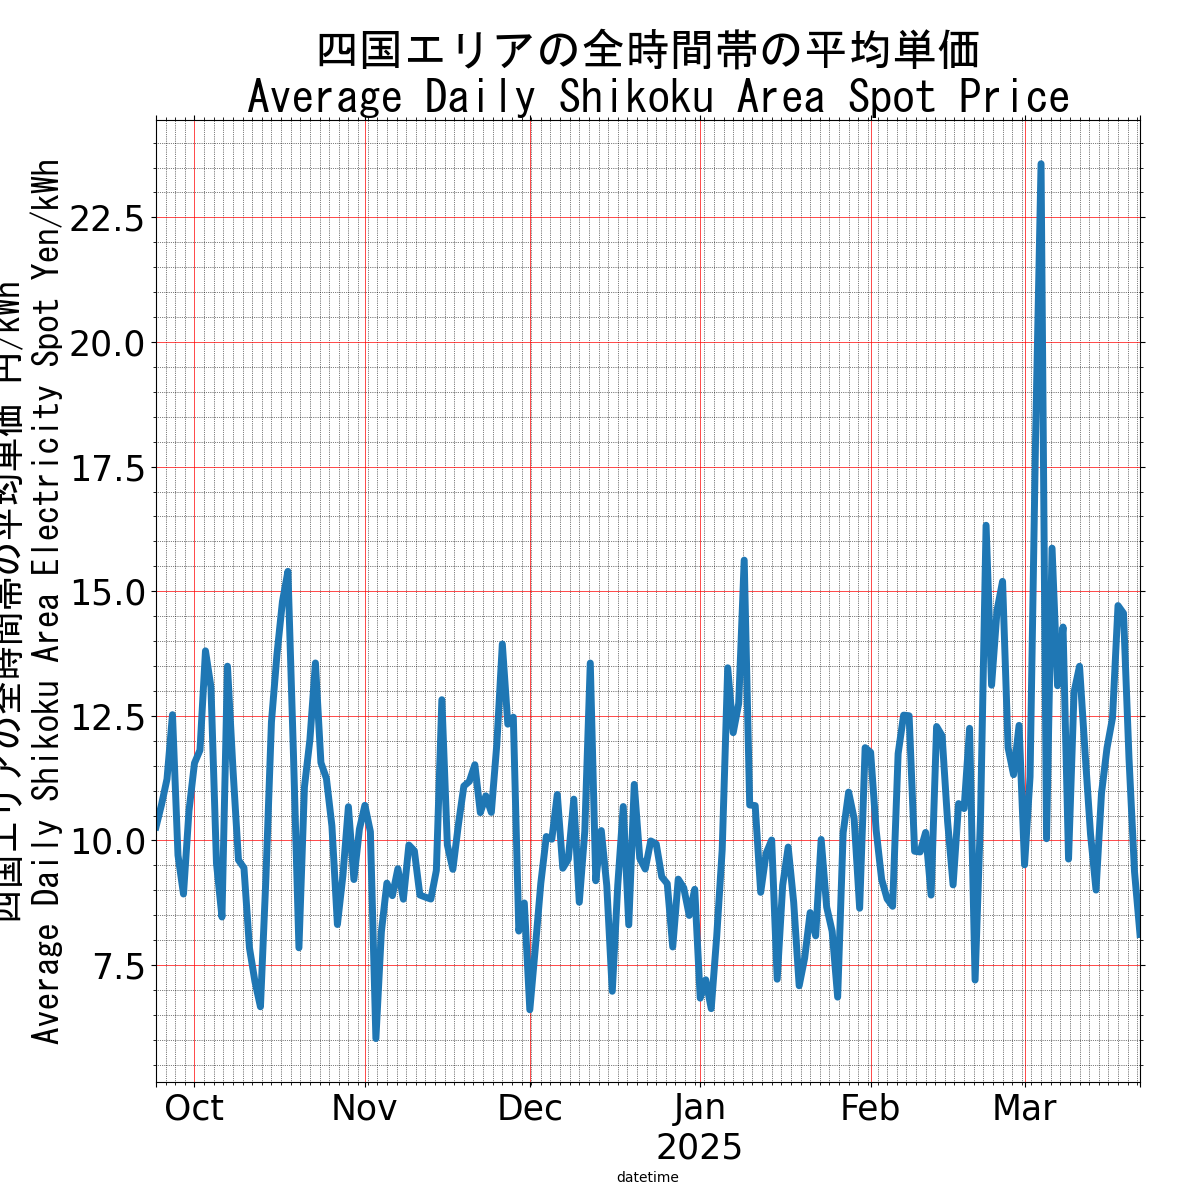 四国エリアの全時間帯の平均単価
Average Daily Shikoku Area Spot Price
四国エリアの全時間帯の平均単価 円/kWh
Average Daily Shikoku Area Electricity Spot Yen/kWh
22.5
20.0
17.5
15.0
12.5
10.0
7.5
Oct
Nov
Dec
Jan
Feb
Mar
2025
datetime